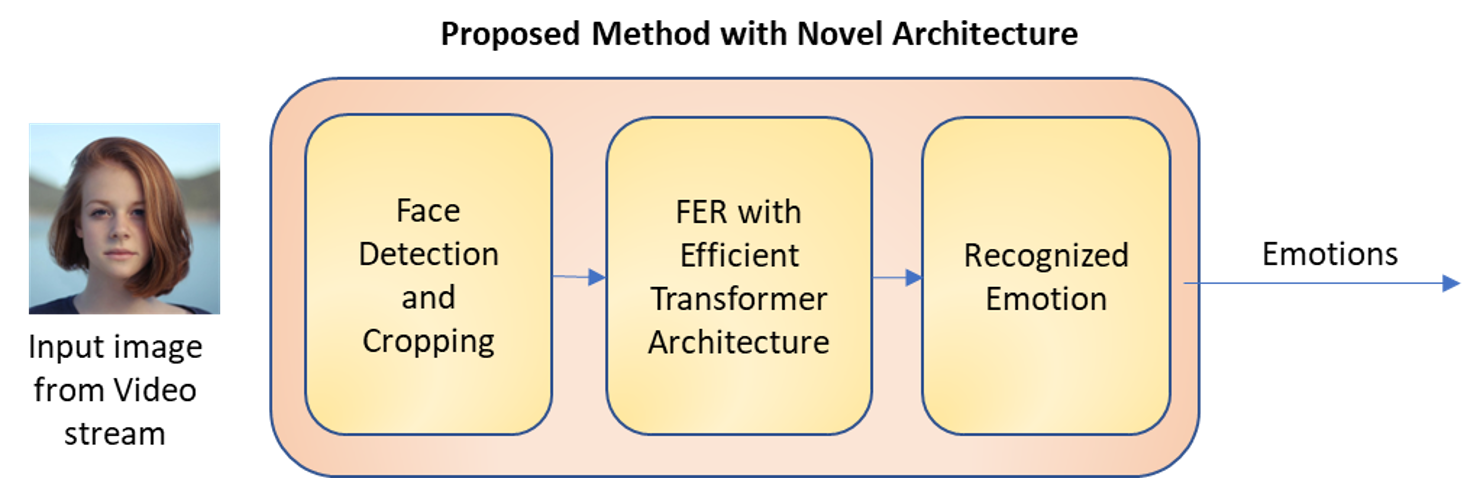 Proposed Method with Novel Architecture
Input image
from Video
stream
Face
Detection
and
Cropping
FER with
Efficient
Transformer
Architecture
Recognized
Emotion
Emotions